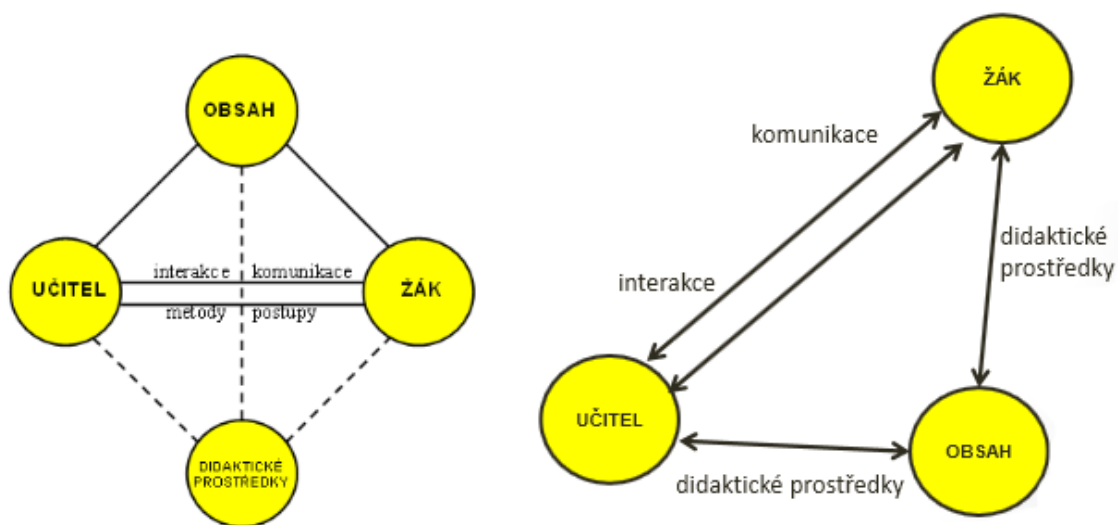 OBSAH
UČITEL
interakce komunikace
metody postupy
ŽÁK
DIDAKTICKÉ
PROSTŘEDKY
ŽÁK
komunikace
didaktické
prostředky
interakce
UČITEL
OBSAH
didaktické prostředky